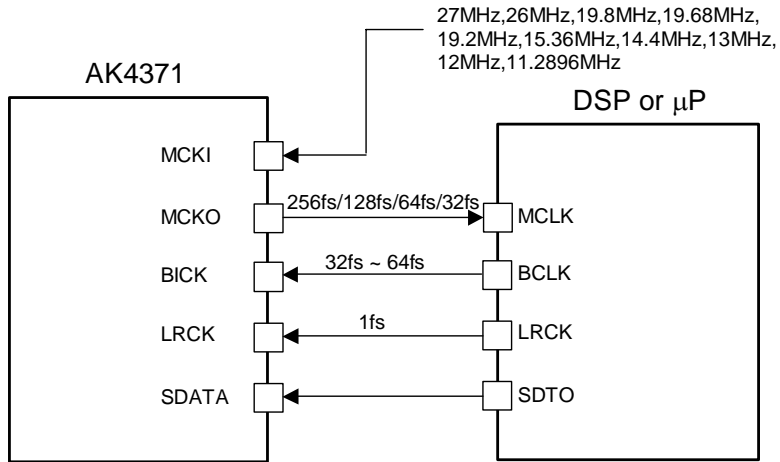 27MHz,26MHz,19.8MHz,19.68MHz,
19.2MHz,15.36MHz,14.4MHz,13MHz,
12MHz,11.2896MHz
AK4371
DSP or μP
MCKI
MCKO
256fs/128fs/64fs/32fs
MCLK
BICK
32fs ~ 64fs
BCLK
LRCK
1fs
LRCK
SDATA
SDTO